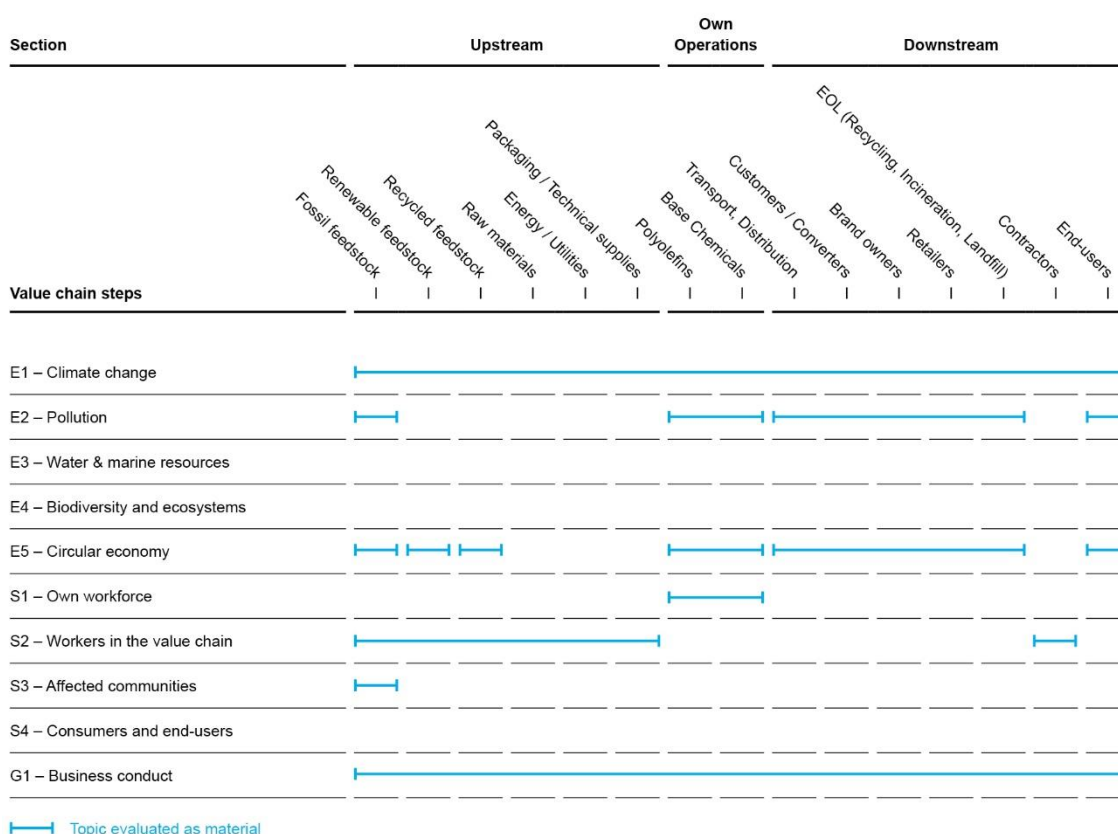 Section
Upstream
Own
Operations
Downstream
Value chain steps
Fossil feedstock
Renewable feedstock
Recycled feedstock
Raw materials
Energy / Utilities
Packaging / Technical supplies
Polyolefins
Base Chemicals
Transport, Distribution
Customers / Converters
Brand owners
Retailers
EOL (Recycling, Incineration, Landfill)
Contractors
End-users
E1 – Climate change
E2 – Pollution
E3 – Water & marine resources
E4 – Biodiversity and ecosystems
E5 – Circular economy
S1 – Own workforce
S2 – Workers in the value chain
S3 – Affected communities
S4 – Consumers and end-users
G1 – Business conduct
Topic evaluated as material